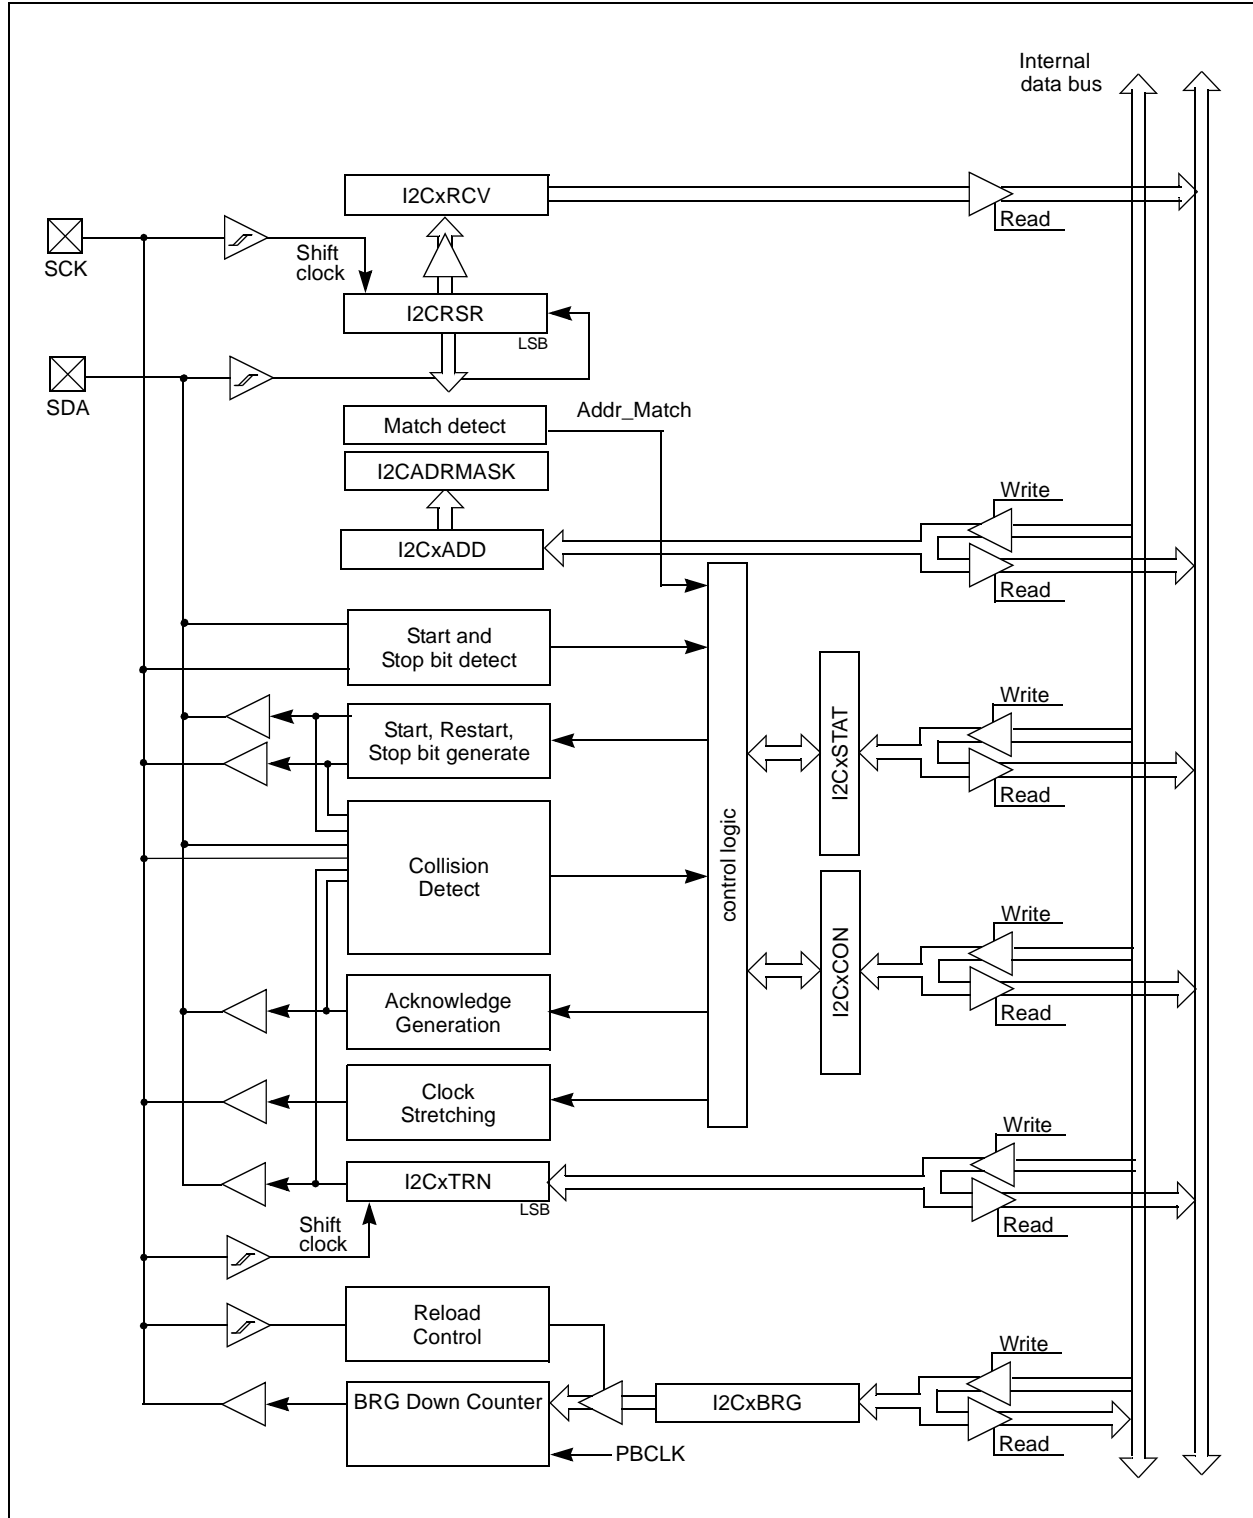 Internal
data bus
I2CxRCV
Read
SCK
Shift
clock
I2CRSR
LSB
SDA
Addr_Match
Match detect
I2CADRMASK
Write
I2CxADD
Read
Start and
Stop bit detect
Start, Restart,
Stop bit generate
Write
I2CxSTAT
Read
control logic
Collision
Detect
Write
I2CxCON
Read
Acknowledge
Generation
Clock
Stretching
Write
I2CxTRN
LSB
Read
Shift
clock
Reload
Control
Write
BRG Down Counter
I2CxBRG
Read
PBCLK